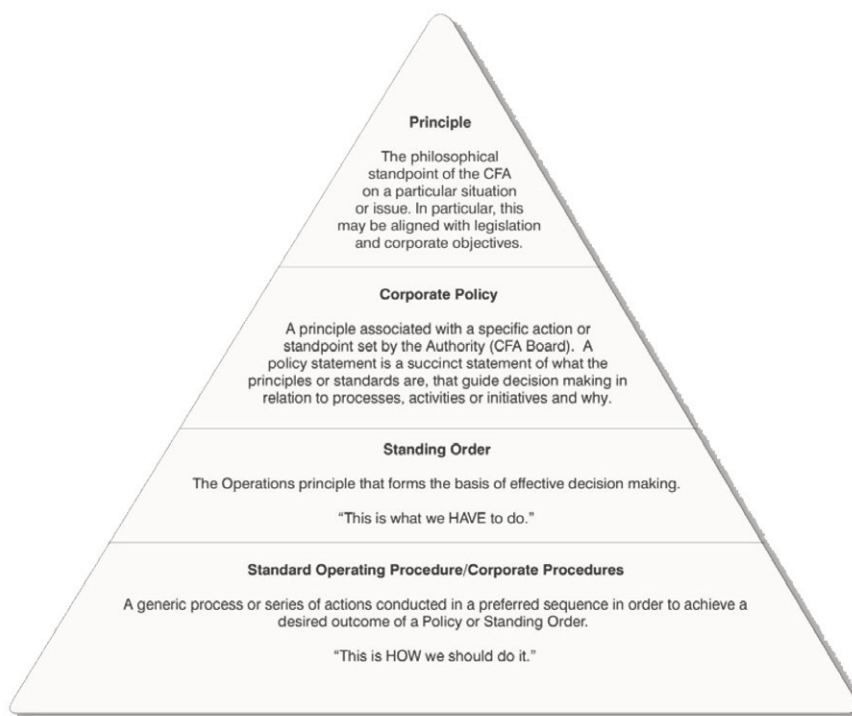 Principle
The philosophical
standpoint of the CFA
on a particular situation
or issue. In particular, this
may be aligned with legislation
and corporate objectives.
Corporate Policy
A principle associated with a specific action or
standpoint set by the Authority (CFA Board). A
policy statement is a succinct statement of what the
principles or standards are, that guide decision making in
relation to processes, activities or initiatives and why.
Standing Order
The Operations principle that forms the basis of effective decision making.
“This is what we HAVE to do.”
Standard Operating Procedure/Corporate Procedures
A generic process or series of actions conducted in a preferred sequence in order to achieve a
desired outcome of a Policy or Standing Order.
“This is HOW we should do it.”